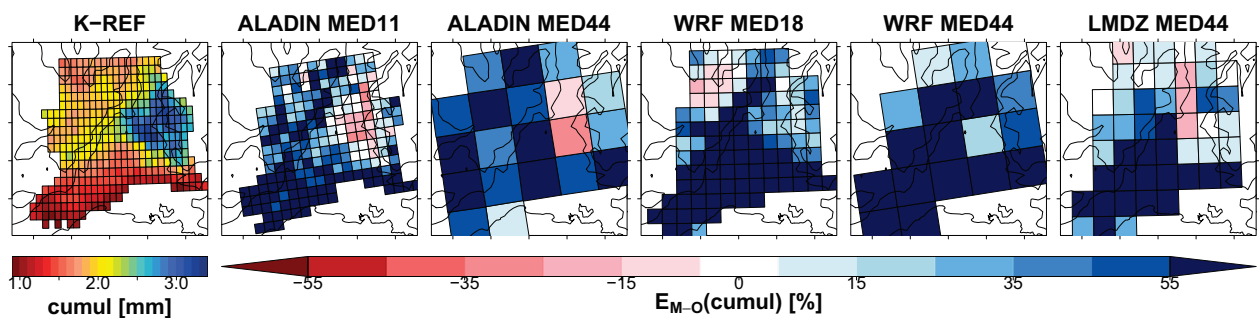 K−REF ALADIN MED11 ALADIN MED44 WRF MED18 WRF MED44 LMDZ MED44
1.0 2.0 3.0 −55 −35 −15 0 15 35 55
cumul [mm] E_M−O(cumul) [%]